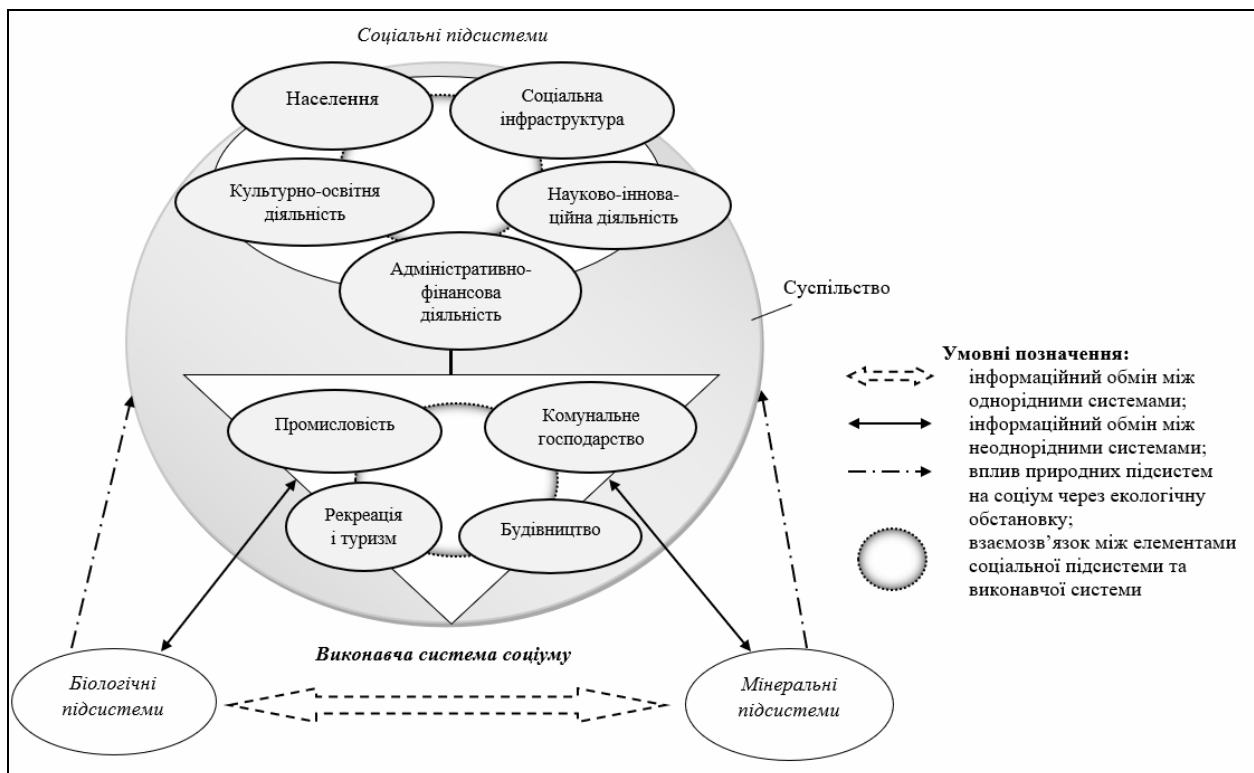 Соціальні підсистеми
Населення
Соціальна
інфраструктура
Культурно-освітня
діяльність
Науково-іннова-
ційна діяльність
Адміністративно-
фінансова
діяльність
Суспільство
Промисловість
Комунальне
господарство
Рекреація
і туризм
Будівництво
Виконавча система соціуму
Біологічні
підсистеми
Мінеральні
підсистеми
Умовні позначення:
інформаційний обмін між
однорідними системами;
інформаційний обмін між
неоднорідними системами;
вплив природних підсистем
на соціум через екологічну
обстановку;
взаємозв’язок між елементами
соціальної підсистеми та
виконавчої системи